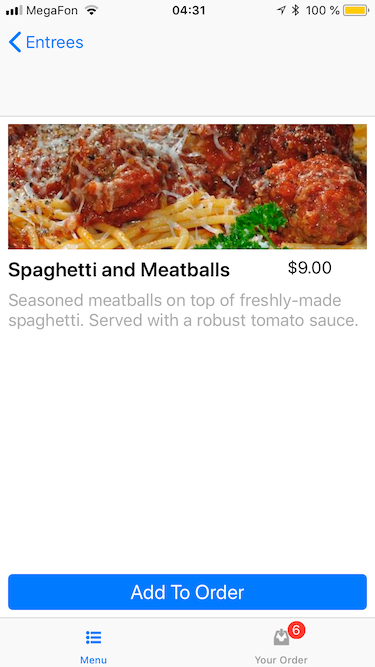 MegaFon 04:31 100 %
Entrees
Spaghetti and Meatballs $9.00
Seasoned meatballs on top of freshly-made
spaghetti. Served with a robust tomato sauce.
Add To Order
6
Menu Your Order